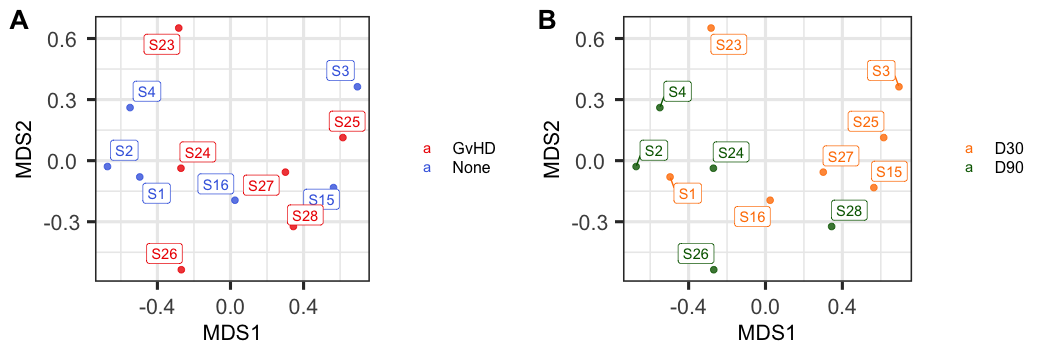 A
MDS2
0.6
0.3
0.0
-0.3
S23
S3
S4
S25
S2
S24
S16
S27
S1
S15
S28
S26
-0.4
0.0
0.4
MDS1
a GvHD
a None
B
MDS2
0.6
0.3
0.0
-0.3
S23
S3
S4
S25
S2
S24
S27
S15
S1
S16
S28
S26
-0.4
0.0
0.4
MDS1
a D30
a D90